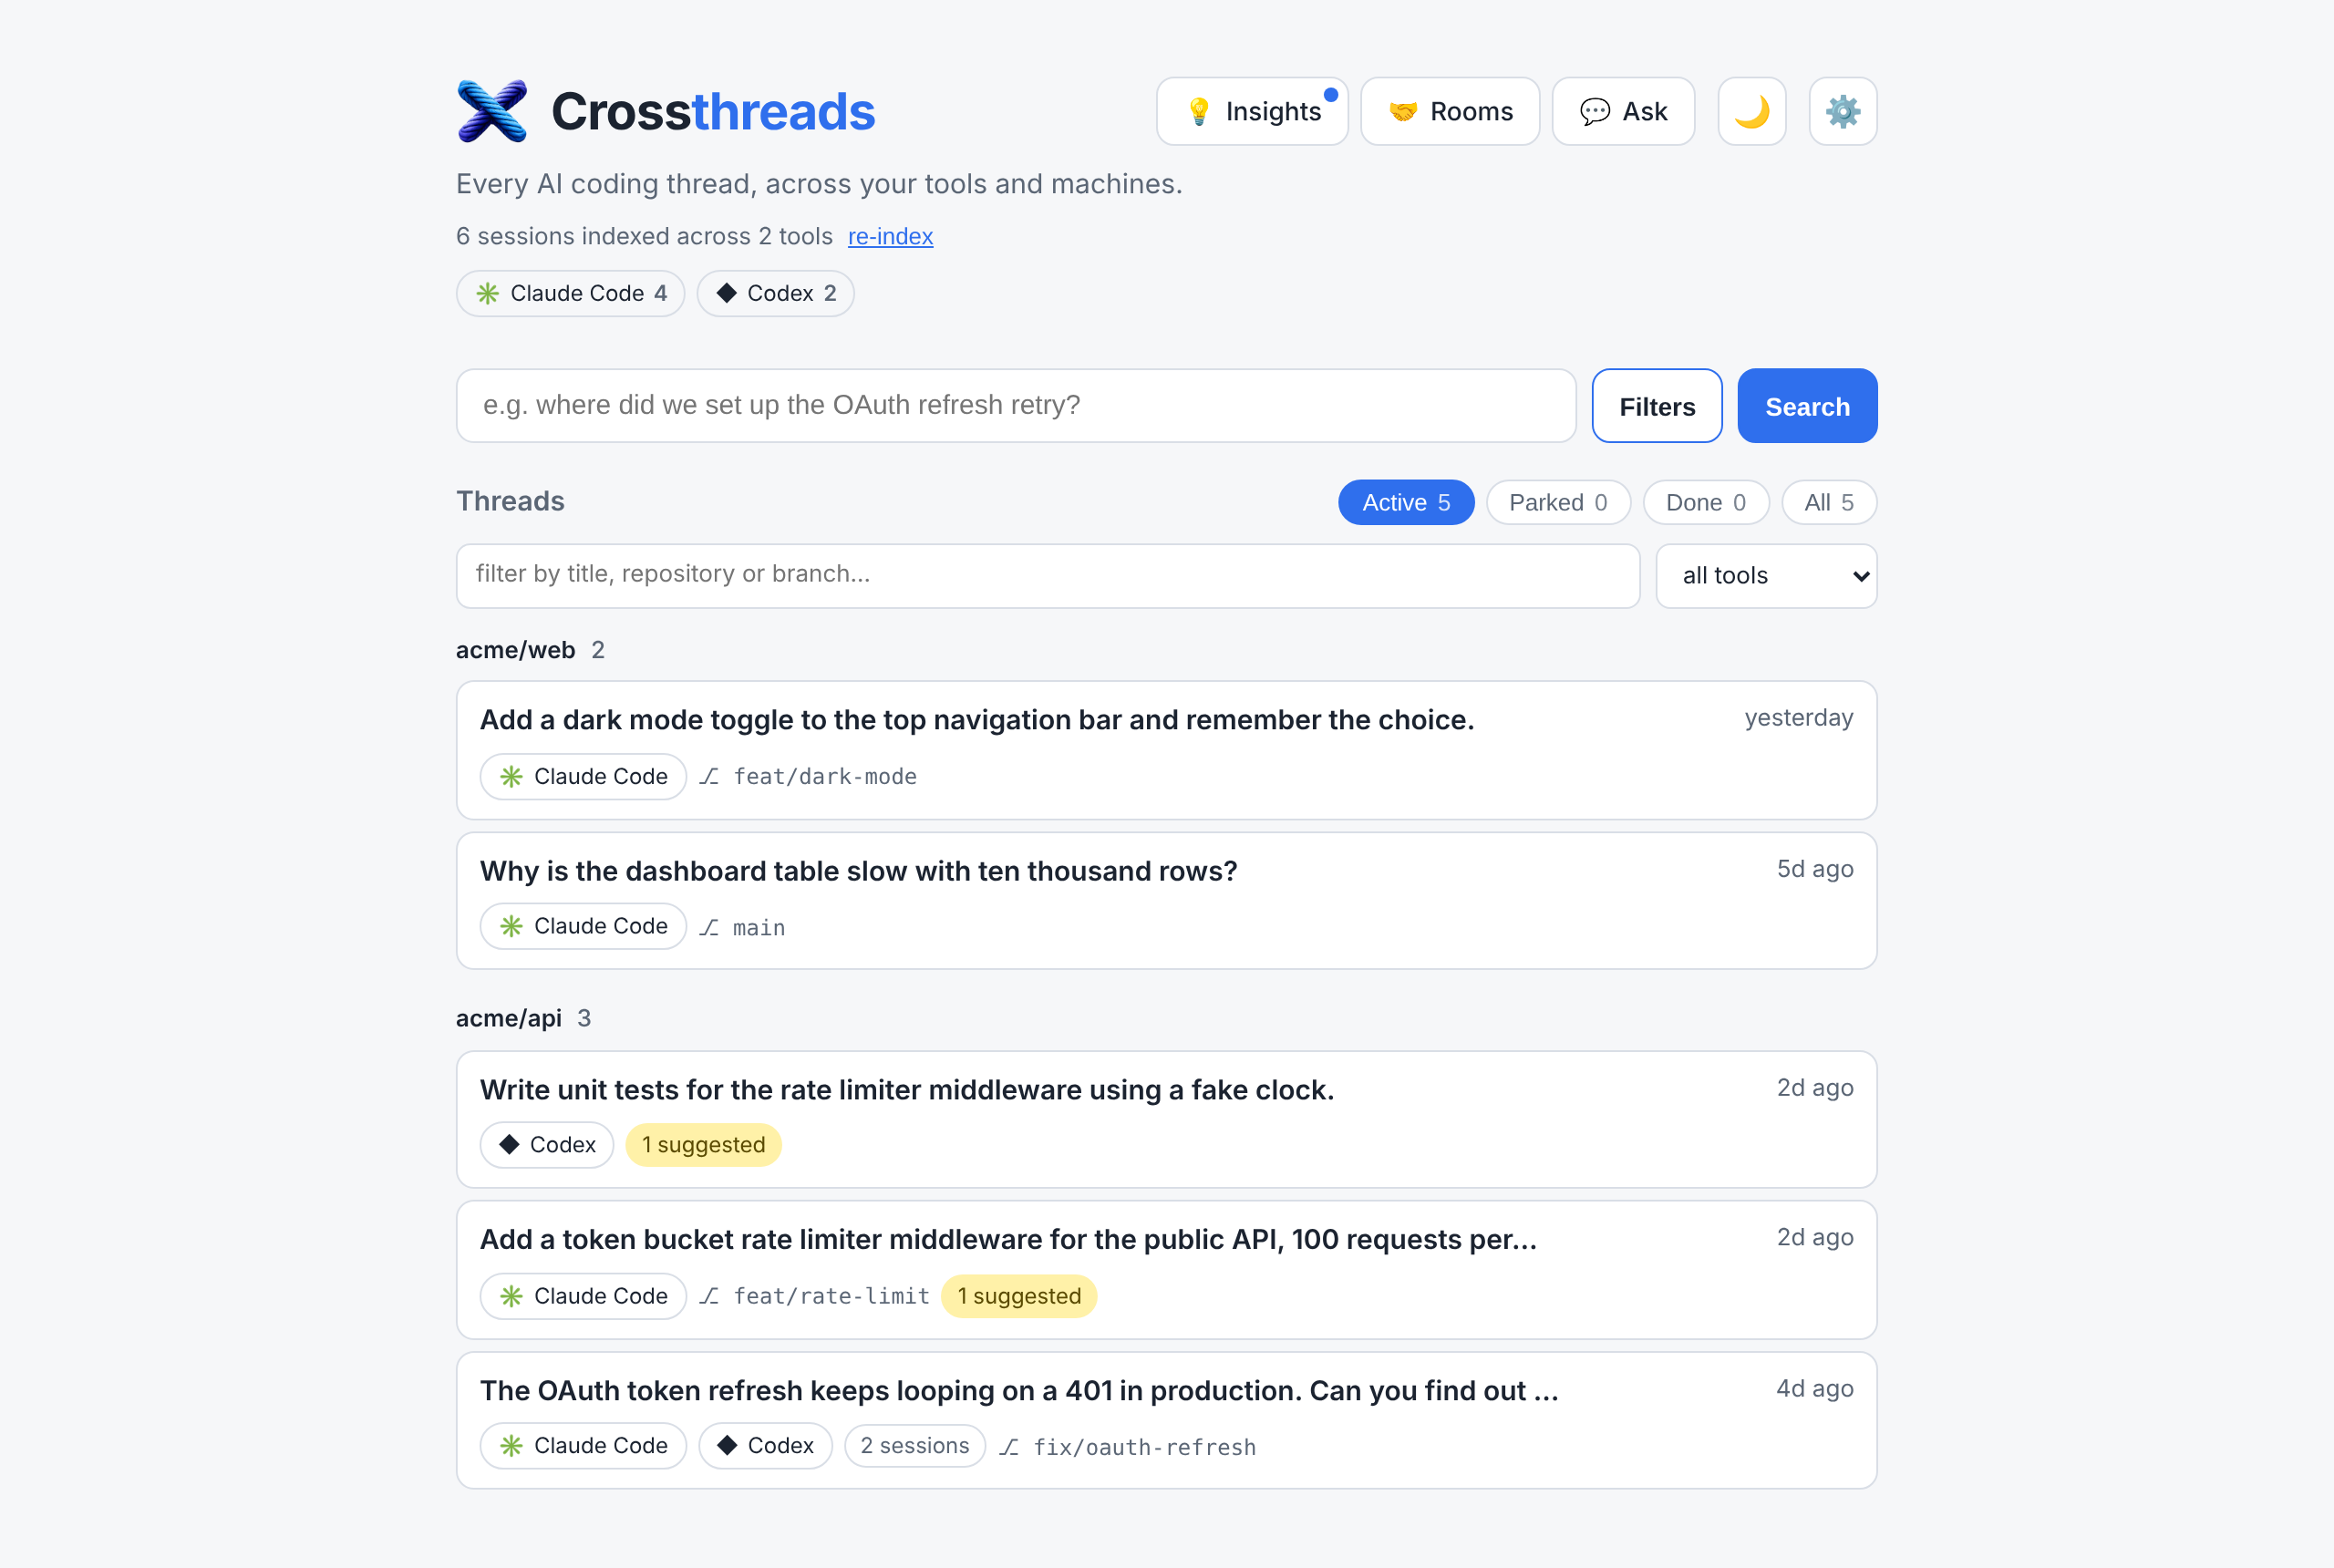 Crossthreads
💡 Insights
🤝 Rooms
💬 Ask
Every AI coding thread, across your tools and machines.
6 sessions indexed across 2 tools re-index
Claude Code 4
Codex 2
e.g. where did we set up the OAuth refresh retry?
Filters
Search
Threads
Active 5
Parked 0
Done 0
All 5
filter by title, repository or branch...
all tools
acme/web 2
Add a dark mode toggle to the top navigation bar and remember the choice.
yesterday
Claude Code feat/dark-mode
Why is the dashboard table slow with ten thousand rows?
5d ago
Claude Code main
acme/api 3
Write unit tests for the rate limiter middleware using a fake clock.
2d ago
Codex 1 suggested
Add a token bucket rate limiter middleware for the public API, 100 requests per…
2d ago
Claude Code feat/rate-limit 1 suggested
The OAuth token refresh keeps looping on a 401 in production. Can you find out …
4d ago
Claude Code Codex 2 sessions fix/oauth-refresh